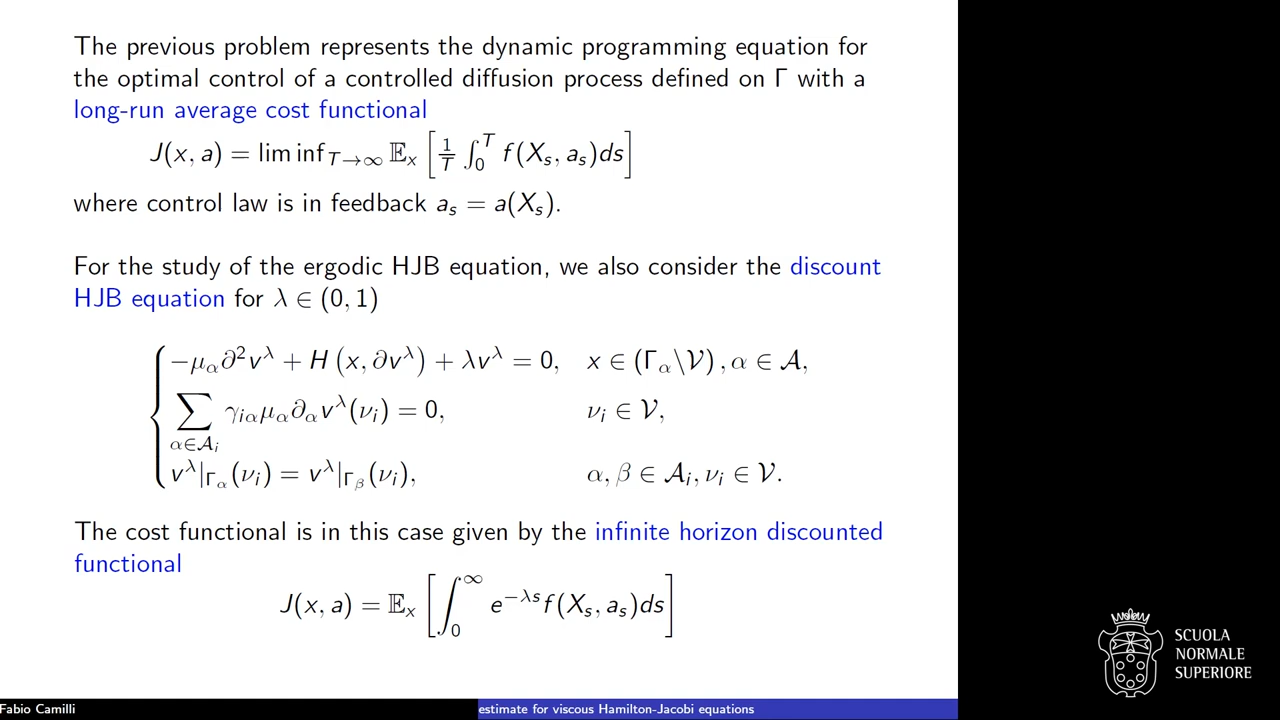 The previous problem represents the dynamic programming equation for
the optimal control of a controlled diffusion process defined on Γ with a
long-run average cost functional
J(x, a) = lim inf_{T→∞} 𝔼_x [ 1/T ∫_0^T f(X_s, a_s)ds ]
where control law is in feedback a_s = a(X_s).
For the study of the ergodic HJB equation, we also consider the discount
HJB equation for λ ∈ (0, 1)
−μ_α ∂²v^λ + H (x, ∂v^λ) + λv^λ = 0, x ∈ (Γ_α\𝒱) , α ∈ 𝒜,
∑_{α∈𝒜_i} γ_{iα} μ_α ∂_α v^λ(ν_i) = 0, ν_i ∈ 𝒱,
v^λ|_{Γ_α}(ν_i) = v^λ|_{Γ_β}(ν_i), α, β ∈ 𝒜_i, ν_i ∈ 𝒱.
The cost functional is in this case given by the infinite horizon discounted
functional
J(x, a) = 𝔼_x [ ∫_0^∞ e^{−λs} f(X_s, a_s)ds ]
SCUOLA
NORMALE
SUPERIORE
Fabio Camilli estimate for viscous Hamilton-Jacobi equations